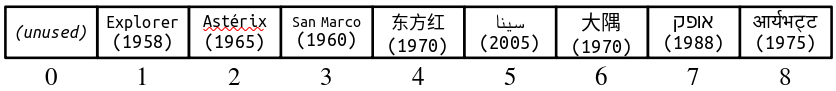 (unused)
Explorer
(1958)
Astérix
(1965)
San Marco
(1960)
东方红
(1970)
سينا
(2005)
大隅
(1970)
אופק
(1988)
आर्यभट्ट
(1975)
0 1 2 3 4 5 6 7 8